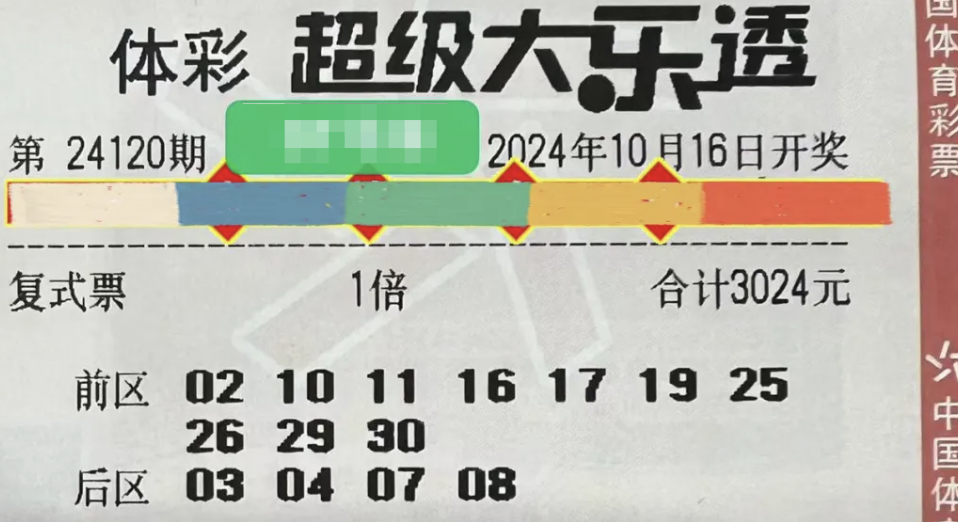 体彩 超级大乐透
第 24120期 2024年10月16日开奖
复式票 1倍 合计3024元
前区 02 10 11 16 17 19 25
26 29 30
后区 03 04 07 08
国体育彩票
中国体